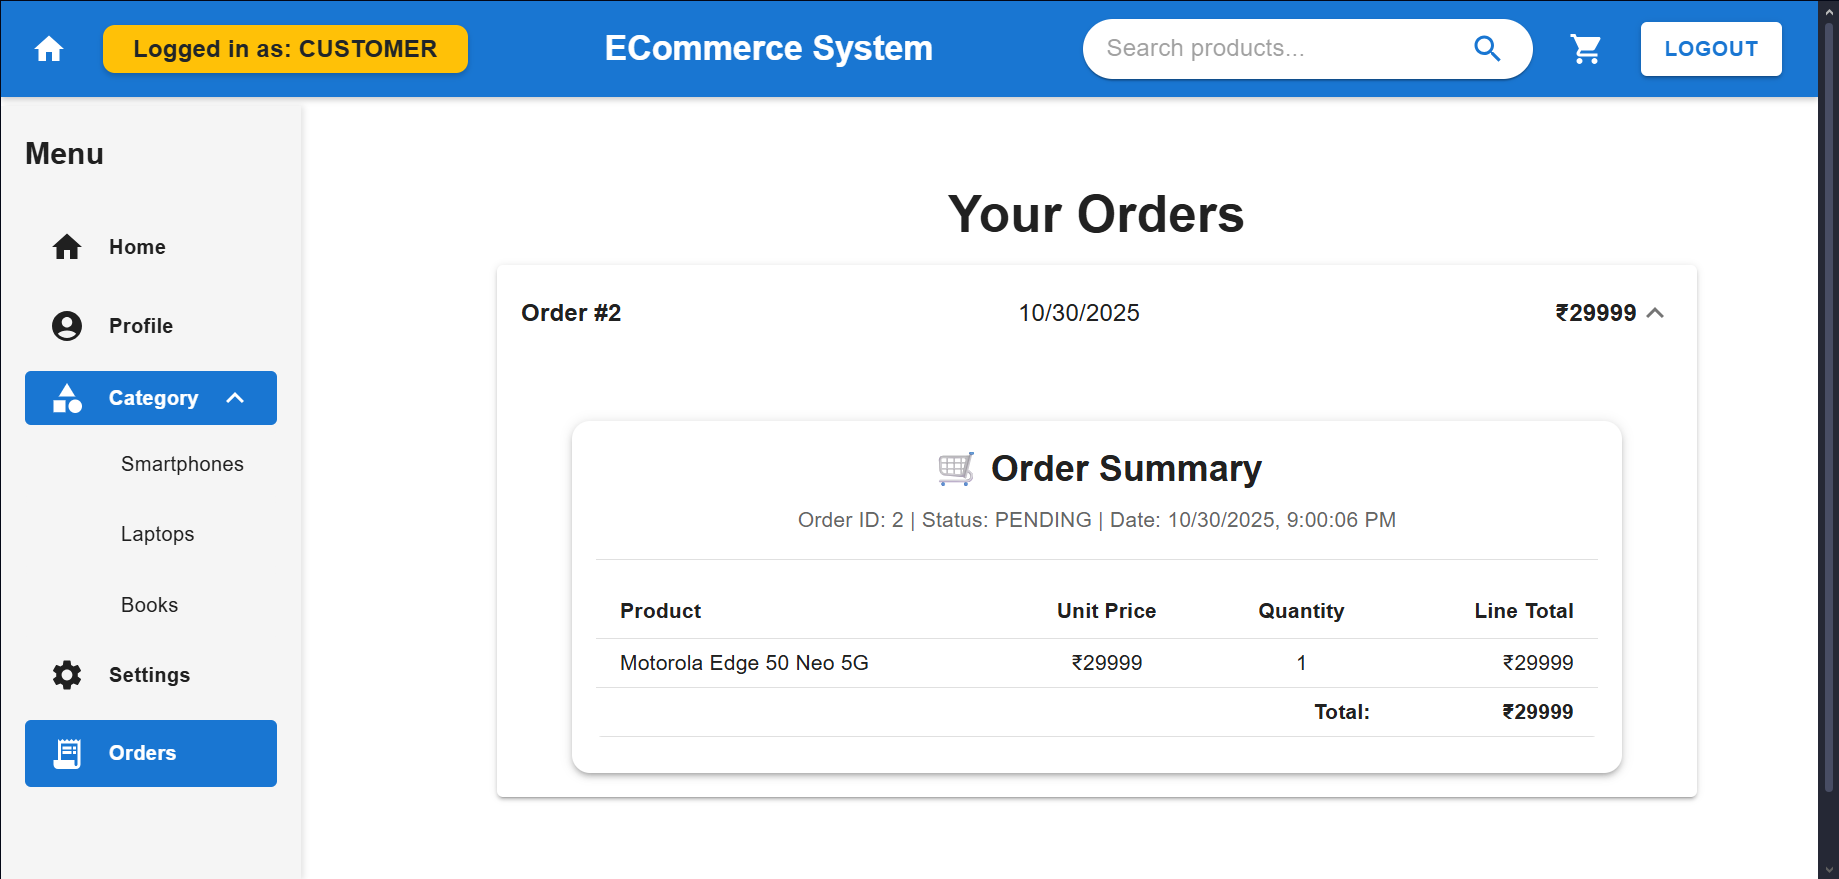 Logged in as: CUSTOMER
ECommerce System
Search products...
LOGOUT
Menu
Home
Profile
Category
Smartphones
Laptops
Books
Settings
Orders
Your Orders
Order #2 10/30/2025 ₹29999
Order Summary
Order ID: 2 | Status: PENDING | Date: 10/30/2025, 9:00:06 PM
Product Unit Price Quantity Line Total
Motorola Edge 50 Neo 5G ₹29999 1 ₹29999
Total: ₹29999